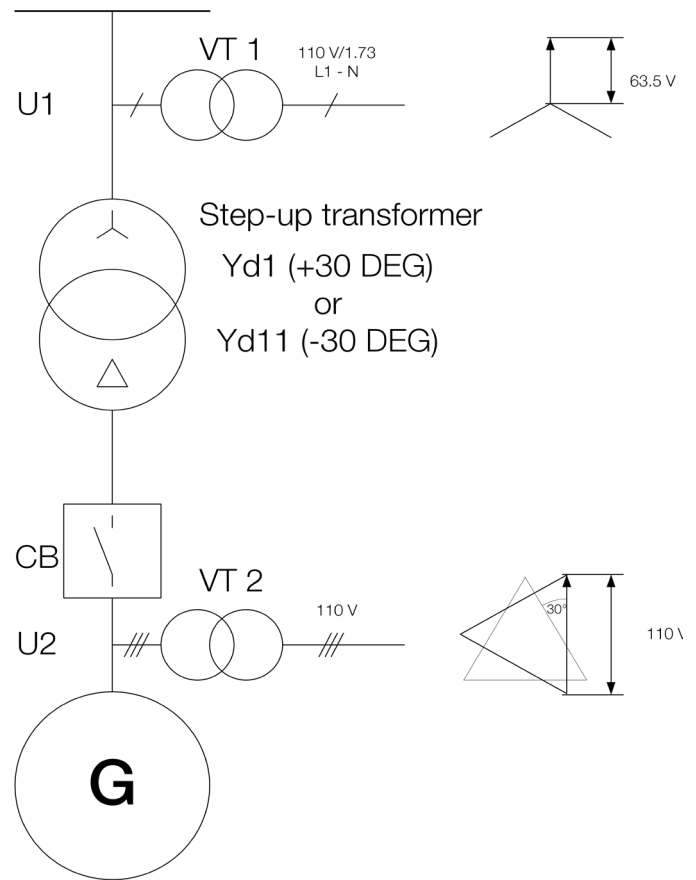 VT 1
110 V/1.73
L1 - N
63.5 V
U1
Step-up transformer
Yd1 (+30 DEG)
or
Yd11 (-30 DEG)
CB
VT 2
110 V
30°
110 V
U2
G